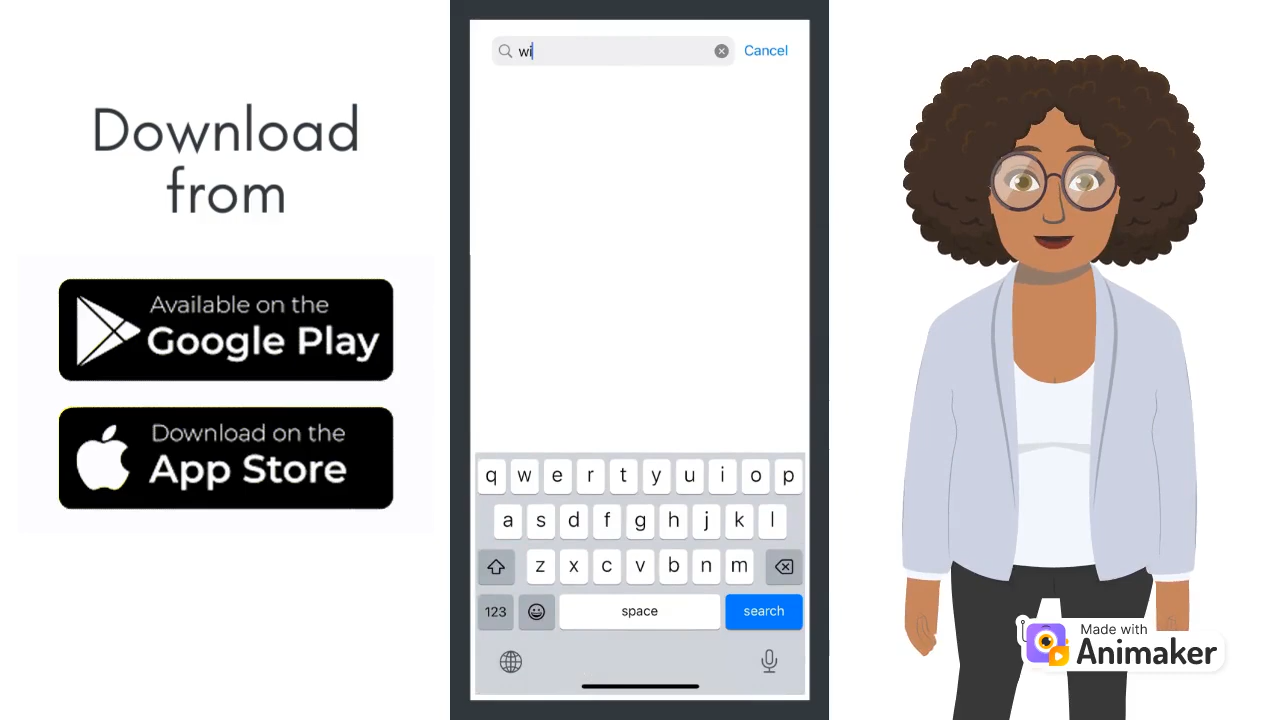 Download
from
Available on the
Google Play
Download on the
App Store
wi
Cancel
q w e r t y u i o p
a s d f g h j k l
z x c v b n m
123 space search
Made with
Animaker